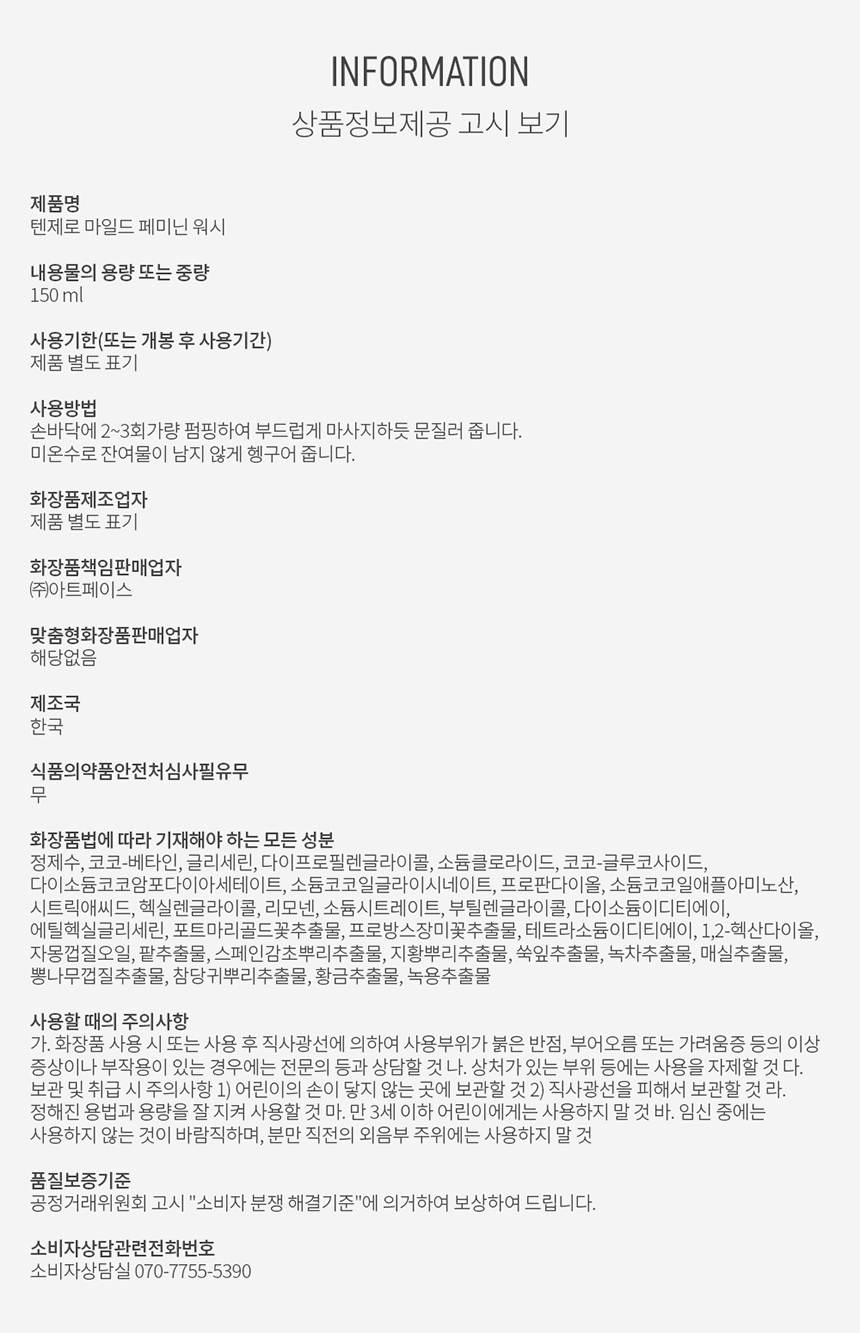 INFORMATION
상품정보제공 고시 보기
제품명
텐제로 마일드 페미닌 워시
내용물의 용량 또는 중량
150 ml
사용기한(또는 개봉 후 사용기간)
제품 별도 표기
사용방법
손바닥에 2~3회가량 펌핑하여 부드럽게 마사지하듯 문질러 줍니다.
미온수로 잔여물이 남지 않게 헹구어 줍니다.
화장품제조업자
제품 별도 표기
화장품책임판매업자
㈜아트페이스
맞춤형화장품판매업자
해당없음
제조국
한국
식품의약품안전처심사필유무
무
화장품법에 따라 기재해야 하는 모든 성분
정제수, 코코-베타인, 글리세린, 다이프로필렌글라이콜, 소듐클로라이드, 코코-글루코사이드,
다이소듐코코암포다이아세테이트, 소듐코코일글라이시네이트, 프로판다이올, 소듐코코일애플아미노산,
시트릭애씨드, 헥실렌글라이콜, 리모넨, 소듐시트레이트, 부틸렌글라이콜, 다이소듐이디티에이,
에틸헥실글리세린, 포트마리골드꽃추출물, 프로방스장미꽃추출물, 테트라소듐이디티에이, 1,2-헥산다이올,
자몽껍질오일, 팥추출물, 스페인감초뿌리추출물, 지황뿌리추출물, 쑥잎추출물, 녹차추출물, 매실추출물,
뽕나무껍질추출물, 참당귀뿌리추출물, 황금추출물, 녹용추출물
사용할 때의 주의사항
가. 화장품 사용 시 또는 사용 후 직사광선에 의하여 사용부위가 붉은 반점, 부어오름 또는 가려움증 등의 이상
증상이나 부작용이 있는 경우에는 전문의 등과 상담할 것 나. 상처가 있는 부위 등에는 사용을 자제할 것 다.
보관 및 취급 시 주의사항 1) 어린이의 손이 닿지 않는 곳에 보관할 것 2) 직사광선을 피해서 보관할 것 라.
정해진 용법과 용량을 잘 지켜 사용할 것 마. 만 3세 이하 어린이에게는 사용하지 말 것 바. 임신 중에는
사용하지 않는 것이 바람직하며, 분만 직전의 외음부 주위에는 사용하지 말 것
품질보증기준
공정거래위원회 고시 "소비자 분쟁 해결기준"에 의거하여 보상하여 드립니다.
소비자상담관련전화번호
소비자상담실 070-7755-5390